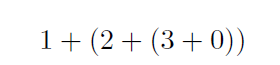 1 + (2 + (3 + 0))